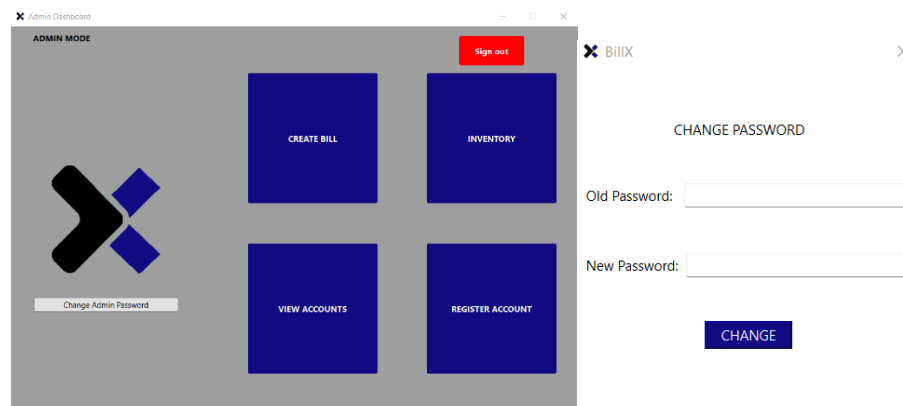 Admin Dashboard
ADMIN MODE
Sign out
CREATE BILL
INVENTORY
Change Admin Password
VIEW ACCOUNTS
REGISTER ACCOUNT
BillX
CHANGE PASSWORD
Old Password:
New Password:
CHANGE